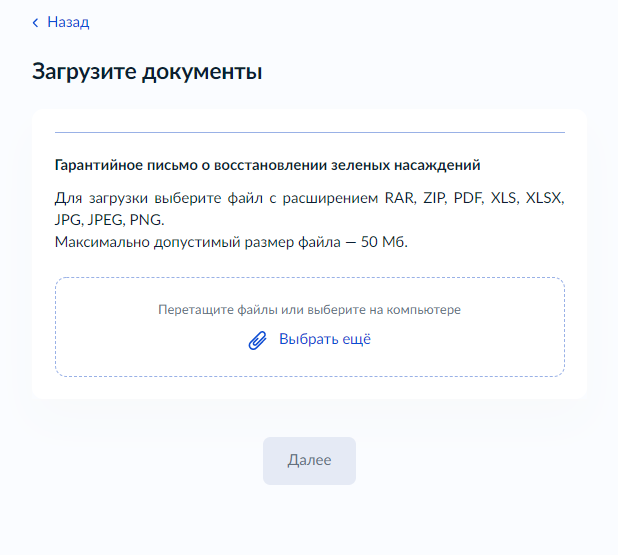 Назад
Загрузите документы
Гарантийное письмо о восстановлении зеленых насаждений
Для загрузки выберите файл с расширением RAR, ZIP, PDF, XLS, XLSX,
JPG, JPEG, PNG.
Максимально допустимый размер файла — 50 Мб.
Перетащите файлы или выберите на компьютере
Выбрать ещё
Далее